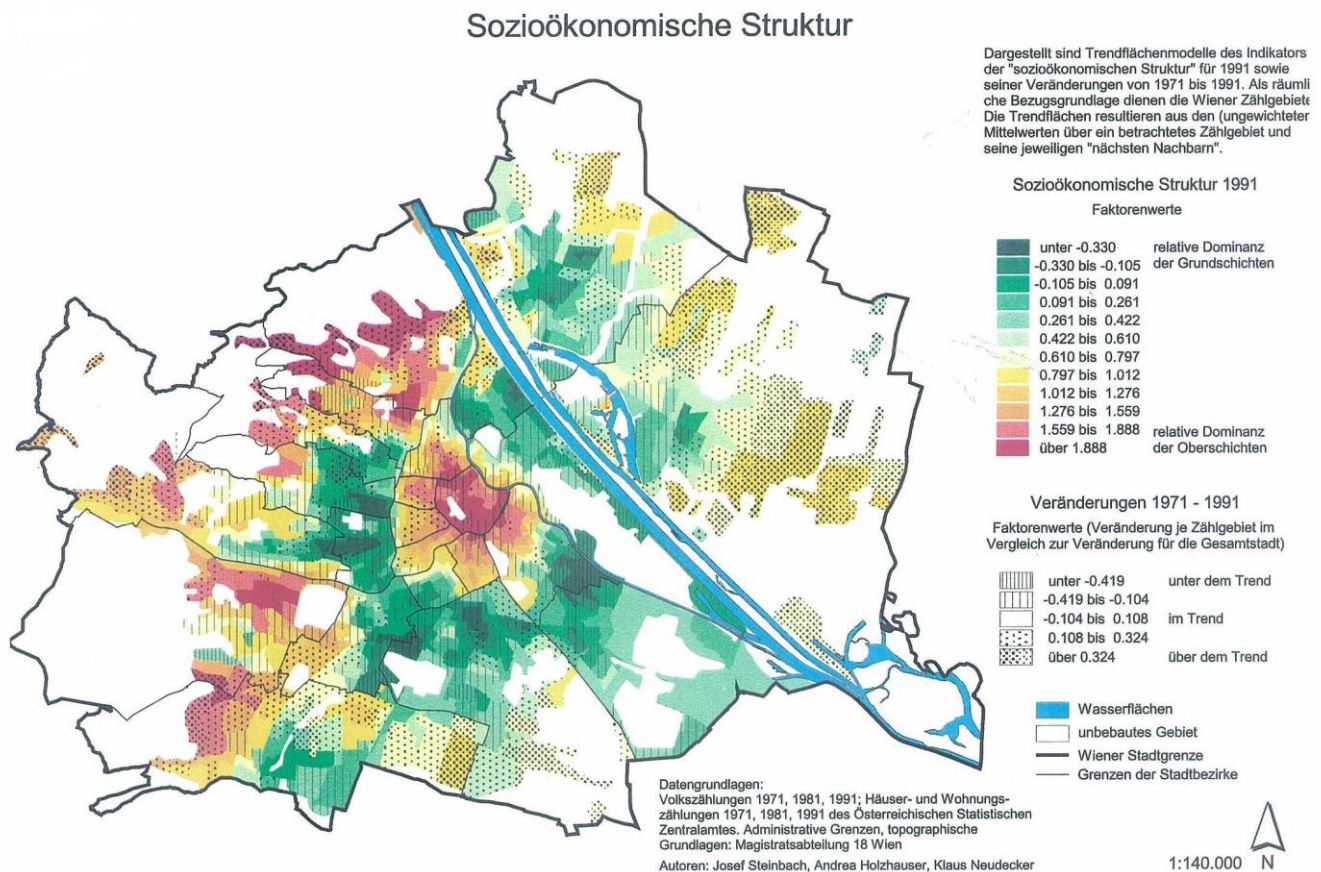 Sozioökonomische Struktur
Dargestellt sind Trendflächenmodelle des Indikators
der "sozioökonomischen Struktur" für 1991 sowie
seiner Veränderungen von 1971 bis 1991. Als räumli
che Bezugsgrundlage dienen die Wiener Zählgebiete
Die Trendflächen resultieren aus den (ungewichteter
Mittelwerten über ein betrachtetes Zählgebiet und
seine jeweiligen "nächsten Nachbarn".
Sozioökonomische Struktur 1991
Faktorenwerte
unter -0.330 relative Dominanz
-0.330 bis -0.105 der Grundschichten
-0.105 bis 0.091
0.091 bis 0.261
0.261 bis 0.422
0.422 bis 0.610
0.610 bis 0.797
0.797 bis 1.012
1.012 bis 1.276
1.276 bis 1.559
1.559 bis 1.888 relative Dominanz
über 1.888 der Oberschichten
Veränderungen 1971 - 1991
Faktorenwerte (Veränderung je Zählgebiet im
Vergleich zur Veränderung für die Gesamtstadt)
unter -0.419 unter dem Trend
-0.419 bis -0.104
-0.104 bis 0.108 im Trend
0.108 bis 0.324
über 0.324 über dem Trend
Wasserflächen
unbebautes Gebiet
Wiener Stadtgrenze
Grenzen der Stadtbezirke
Datengrundlagen:
Volkszählungen 1971, 1981, 1991; Häuser- und Wohnungs-
zählungen 1971, 1981, 1991 des Österreichischen Statistischen
Zentralamtes. Administrative Grenzen, topographische
Grundlagen: Magistratsabteilung 18 Wien
Autoren: Josef Steinbach, Andrea Holzhauser, Klaus Neudecker
1:140.000 N